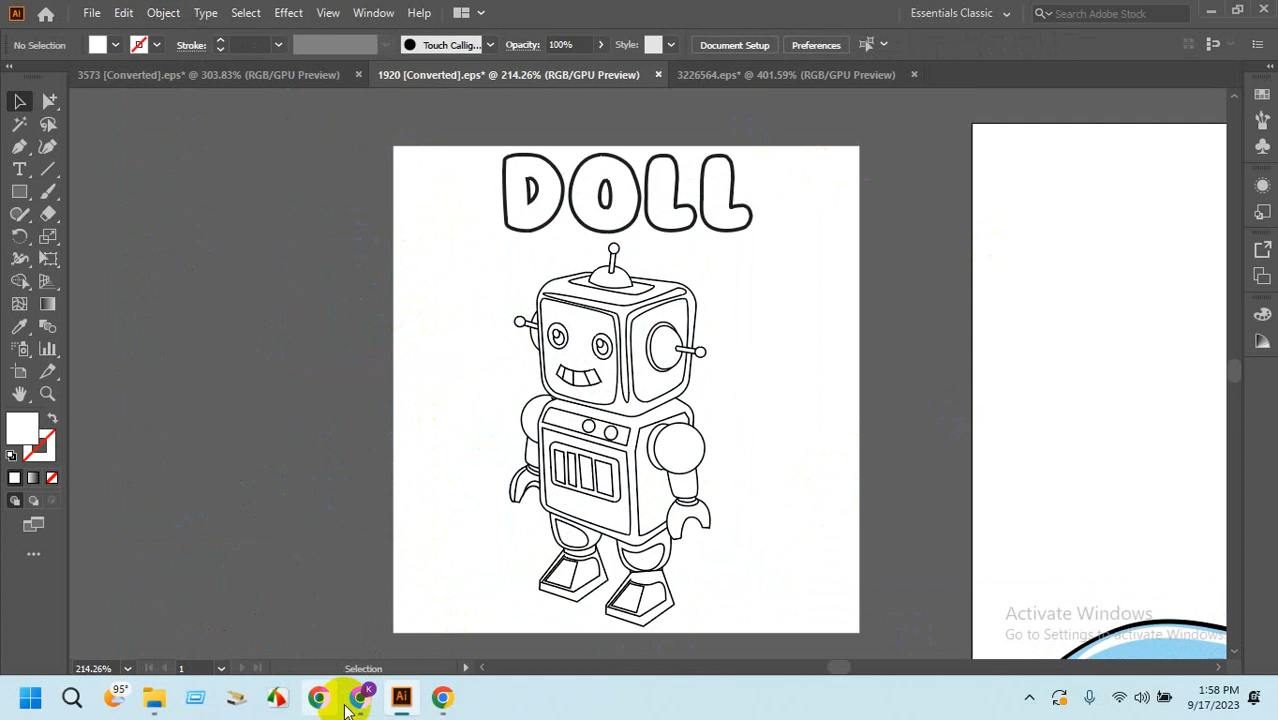 Ai File Edit Object Type Select Effect View Window Help Essentials Classic Search Adobe Stock
No Selection Stroke: Touch Callig... Opacity: 100% Style: Document Setup Preferences
3573 [Converted].eps* @ 303.83% (RGB/GPU Preview) × 1920 [Converted].eps* @ 214.26% (RGB/GPU Preview) × 3226564.eps* @ 401.59% (RGB/GPU Preview) ×
DOLL
Activate Windows
Go to Settings to activate Windows
214.26% 1 Selection
95° K Ai 1:58 PM
9/17/2023